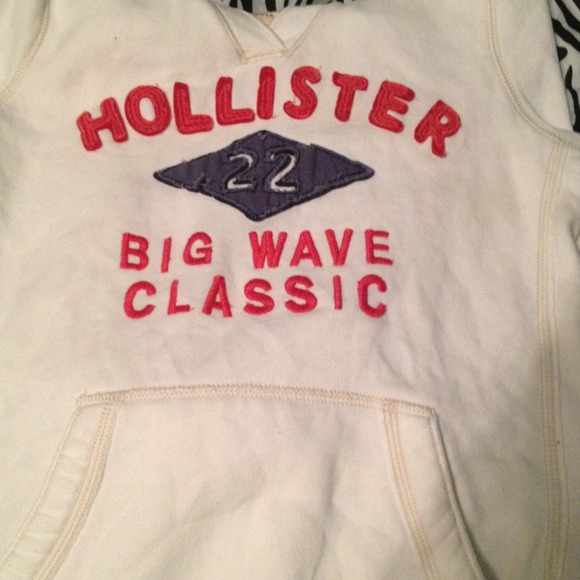 HOLLISTER
22
BIG WAVE
CLASSIC